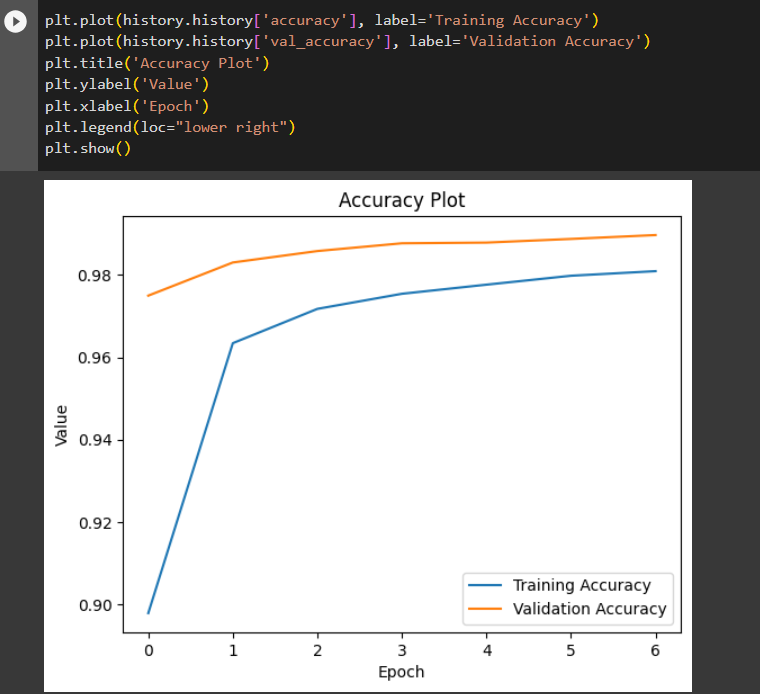 plt.plot(history.history['accuracy'], label='Training Accuracy')
plt.plot(history.history['val_accuracy'], label='Validation Accuracy')
plt.title('Accuracy Plot')
plt.ylabel('Value')
plt.xlabel('Epoch')
plt.legend(loc="lower right")
plt.show()
Accuracy Plot
0.98
0.96
0.94
0.92
0.90
Value
Training Accuracy
Validation Accuracy
0 1 2 3 4 5 6
Epoch